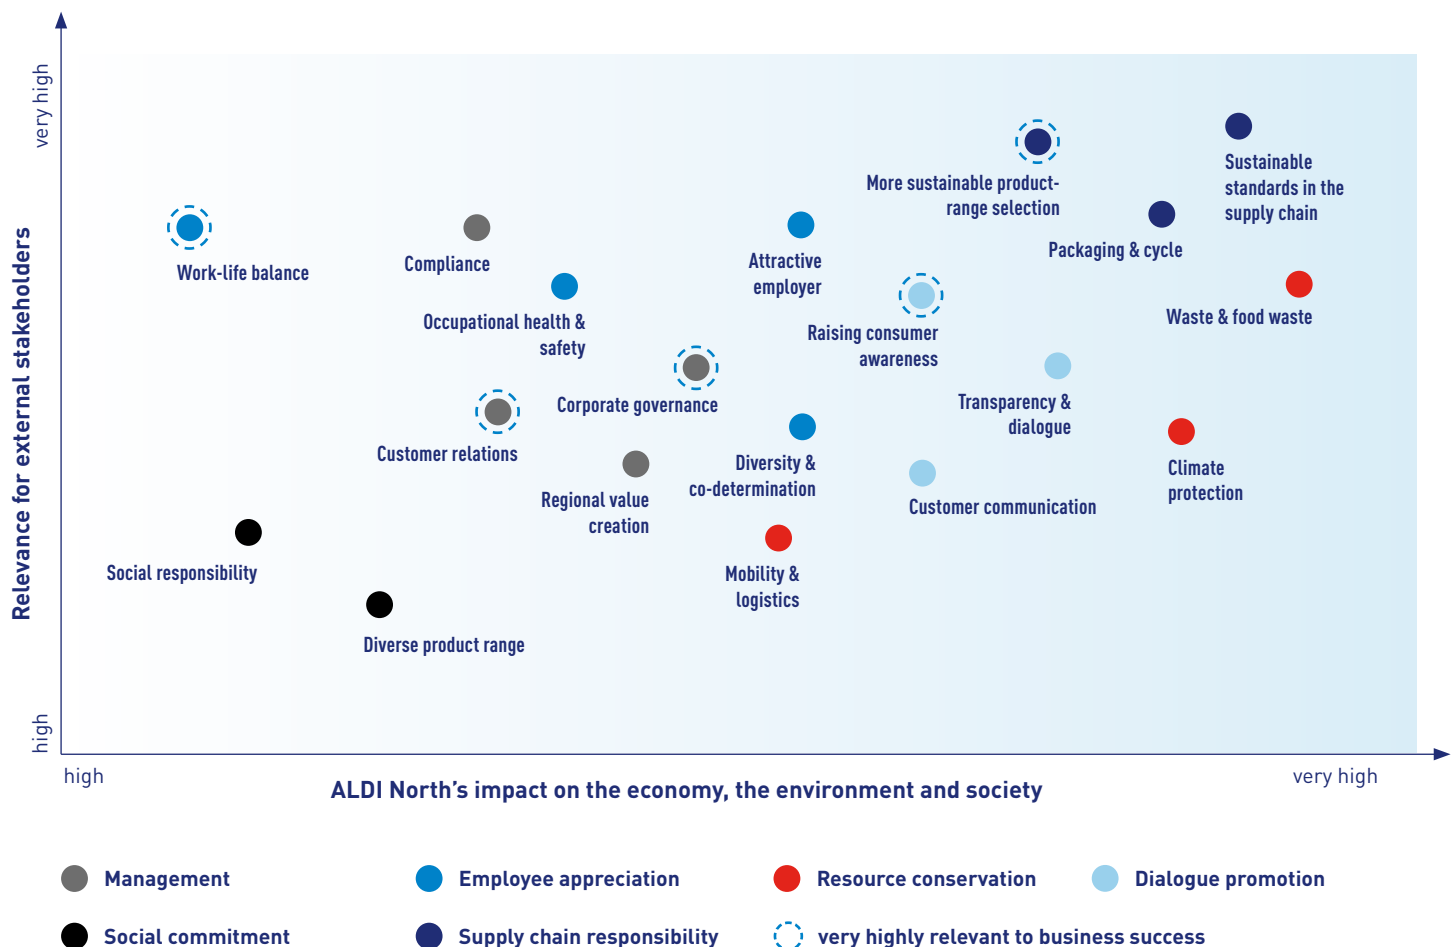 very high
Relevance for external stakeholders
high
Sustainable
standards in the
supply chain
More sustainable product-
range selection
Packaging & cycle
Work-life balance
Compliance
Attractive
employer
Occupational health &
safety
Raising consumer
awareness
Waste & food waste
Corporate governance
Transparency &
dialogue
Customer relations
Diversity &
co-determination
Climate
protection
Regional value
creation
Customer communication
Social responsibility
Mobility &
logistics
Diverse product range
high
very high
ALDI North’s impact on the economy, the environment and society
Management
Employee appreciation
Resource conservation
Dialogue promotion
Social commitment
Supply chain responsibility
very highly relevant to business success